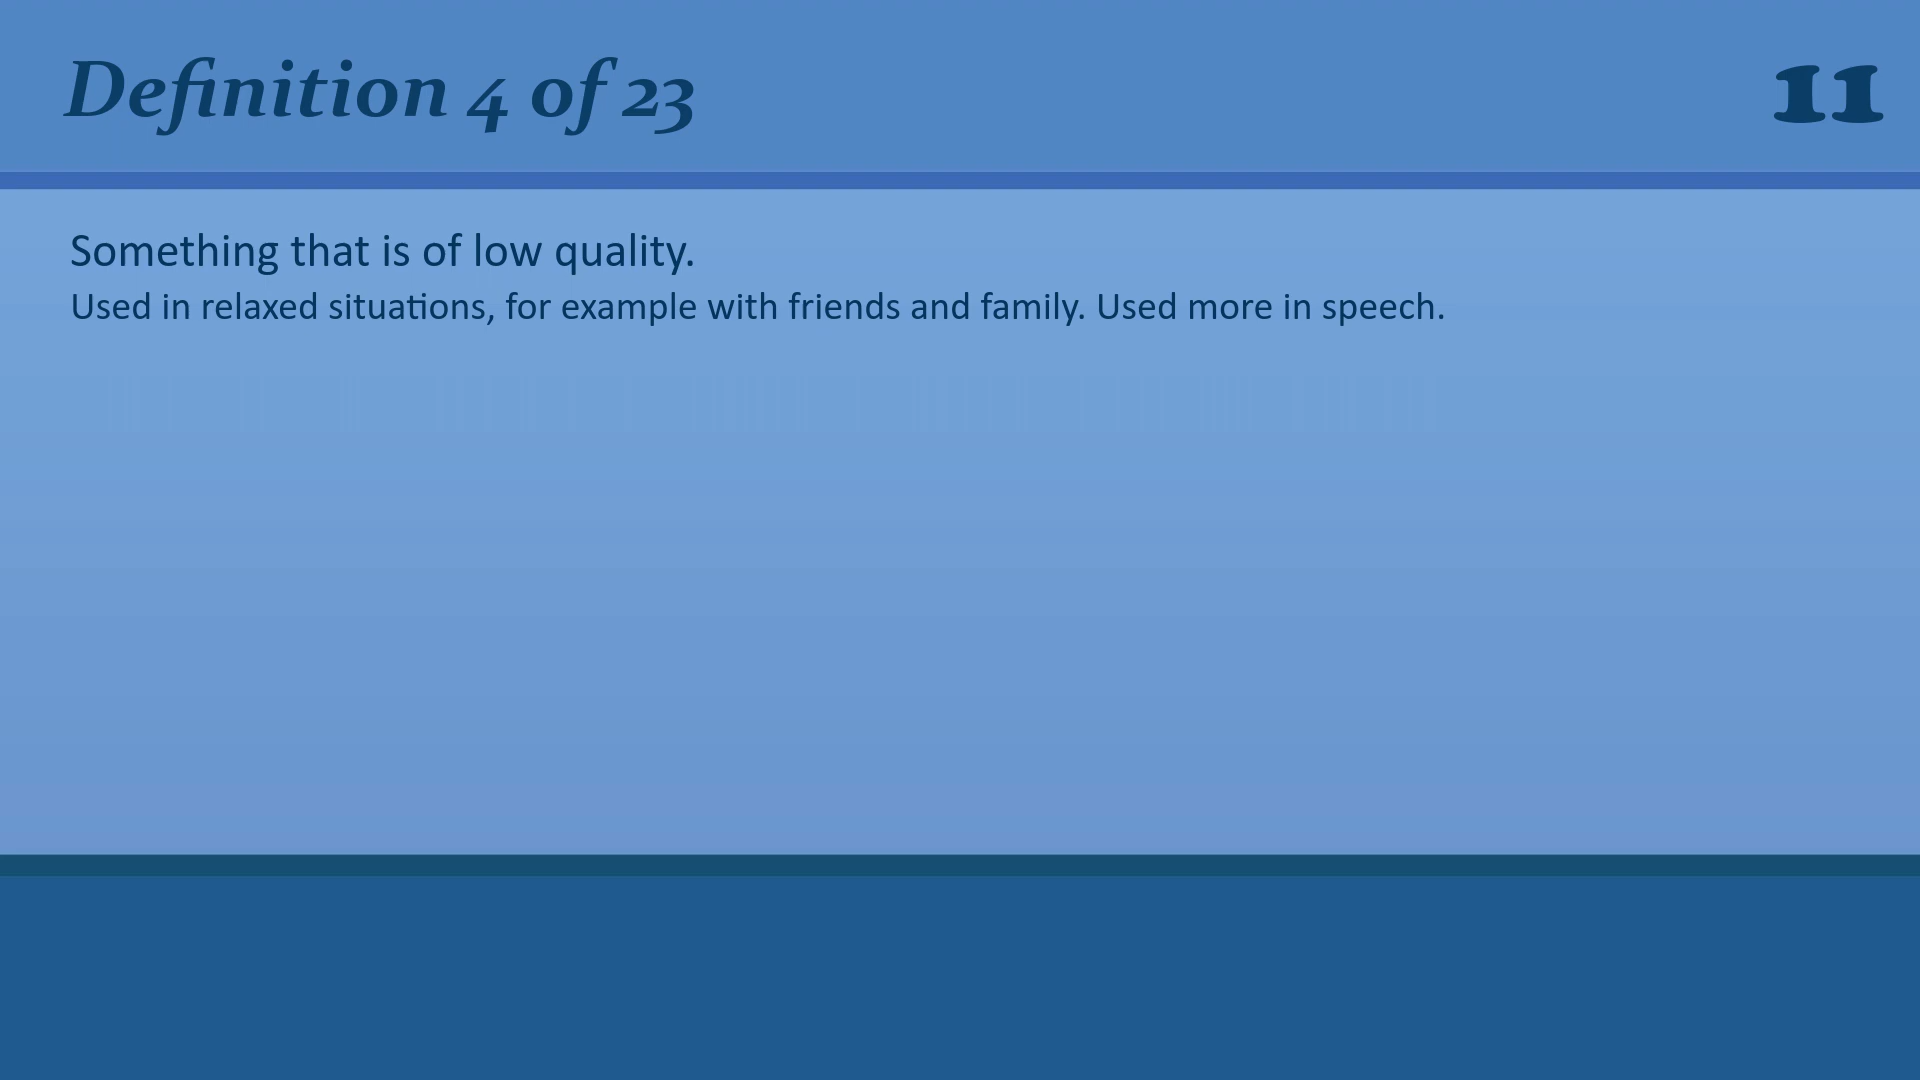 Definition 4 of 23
11
Something that is of low quality.
Used in relaxed situations, for example with friends and family. Used more in speech.